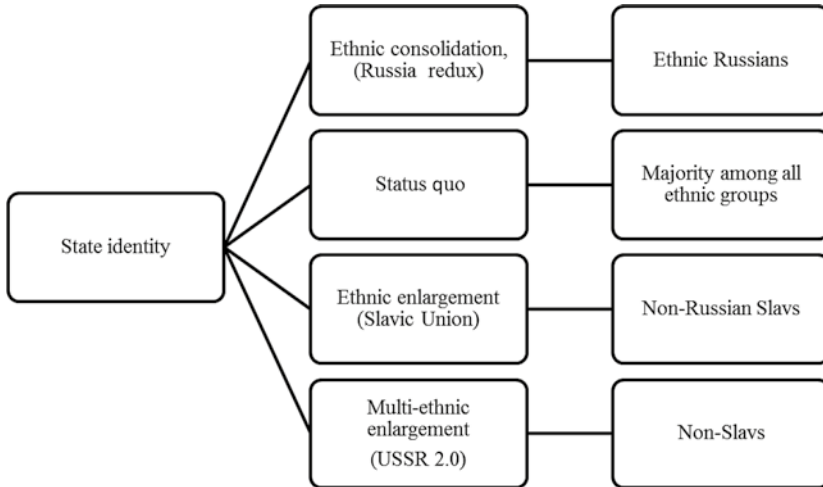 Ethnic consolidation,
(Russia redux)
Ethnic Russians
Status quo
Majority among all
ethnic groups
State identity
Ethnic enlargement
(Slavic Union)
Non-Russian Slavs
Multi-ethnic
enlargement
(USSR 2.0)
Non-Slavs